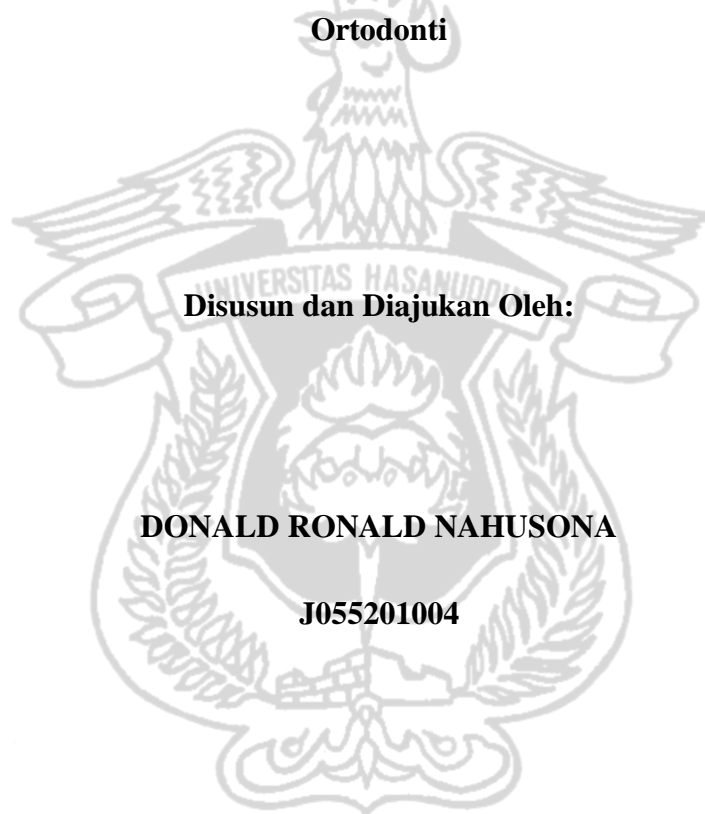 Ortodonti
UNIVERSITAS HASANUDDIN
Disusun dan Diajukan Oleh:
DONALD RONALD NAHUSONA
J055201004